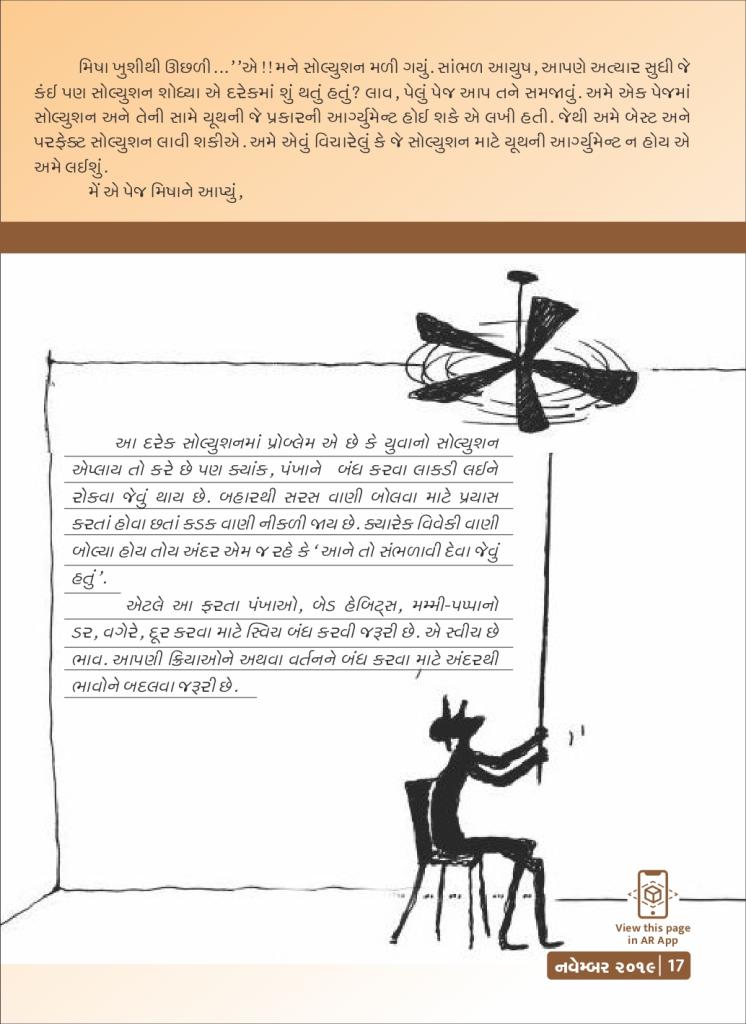 મિષા ખુશીથી ઊછળી...’’એ!!મને સોલ્યુશન મળી ગયું. સાંભળ આયુષ, આપણે અત્યાર સુધી જે
કંઈ પણ સોલ્યુશન શોધ્યા એ દરેકમાં શું થતું હતું? લાવ, પેલું પેજ આપ તને સમજાવું. અમે એક પેજમાં
સોલ્યુશન અને તેની સામે યૂથની જે પ્રકારની આર્ગ્યુમેન્ટ હોઈ શકે એ લખી હતી. જેથી અમે બેસ્ટ અને
પરફેક્ટ સોલ્યુશન લાવી શકીએ. અમે એવું વિચારેલું કે જે સોલ્યુશન માટે યૂથની આર્ગ્યુમેન્ટ ન હોય એ
અમે લઈશું.
મેં એ પેજ મિષાને આપ્યું,
આ દરેક સોલ્યુશનમાં પ્રોબ્લેમ એ છે કે યુવાનો સોલ્યુશન
એપ્લાય તો કરે છે પણ ક્યાંક, પંખાને બંધ કરવા લાકડી લઈને
રોકવા જેવું થાય છે. બહારથી સરસ વાણી બોલવા માટે પ્રયાસ
કરતાં હોવા છતાં કડક વાણી નીકળી જાય છે. ક્યારેક વિવેકી વાણી
બોલ્યા હોય તોય અંદર એમ જ રહે કે ‘આને તો સંભળાવી દેવા જેવું
હતું’.
એટલે આ ફરતા પંખાઓ, બેડ હેબિટ્સ, મમ્મી-પપ્પાનો
ડર, વગેરે, દૂર કરવા માટે સ્વિચ બંધ કરવી જરૂરી છે. એ સ્વીચ છે
ભાવ. આપણી ક્રિયાઓને અથવા વર્તનને બંધ કરવા માટે અંદરથી
ભાવોને બદલવા જરૂરી છે.
View this page
in AR App
નવેમ્બર ૨૦૧૯ | 17